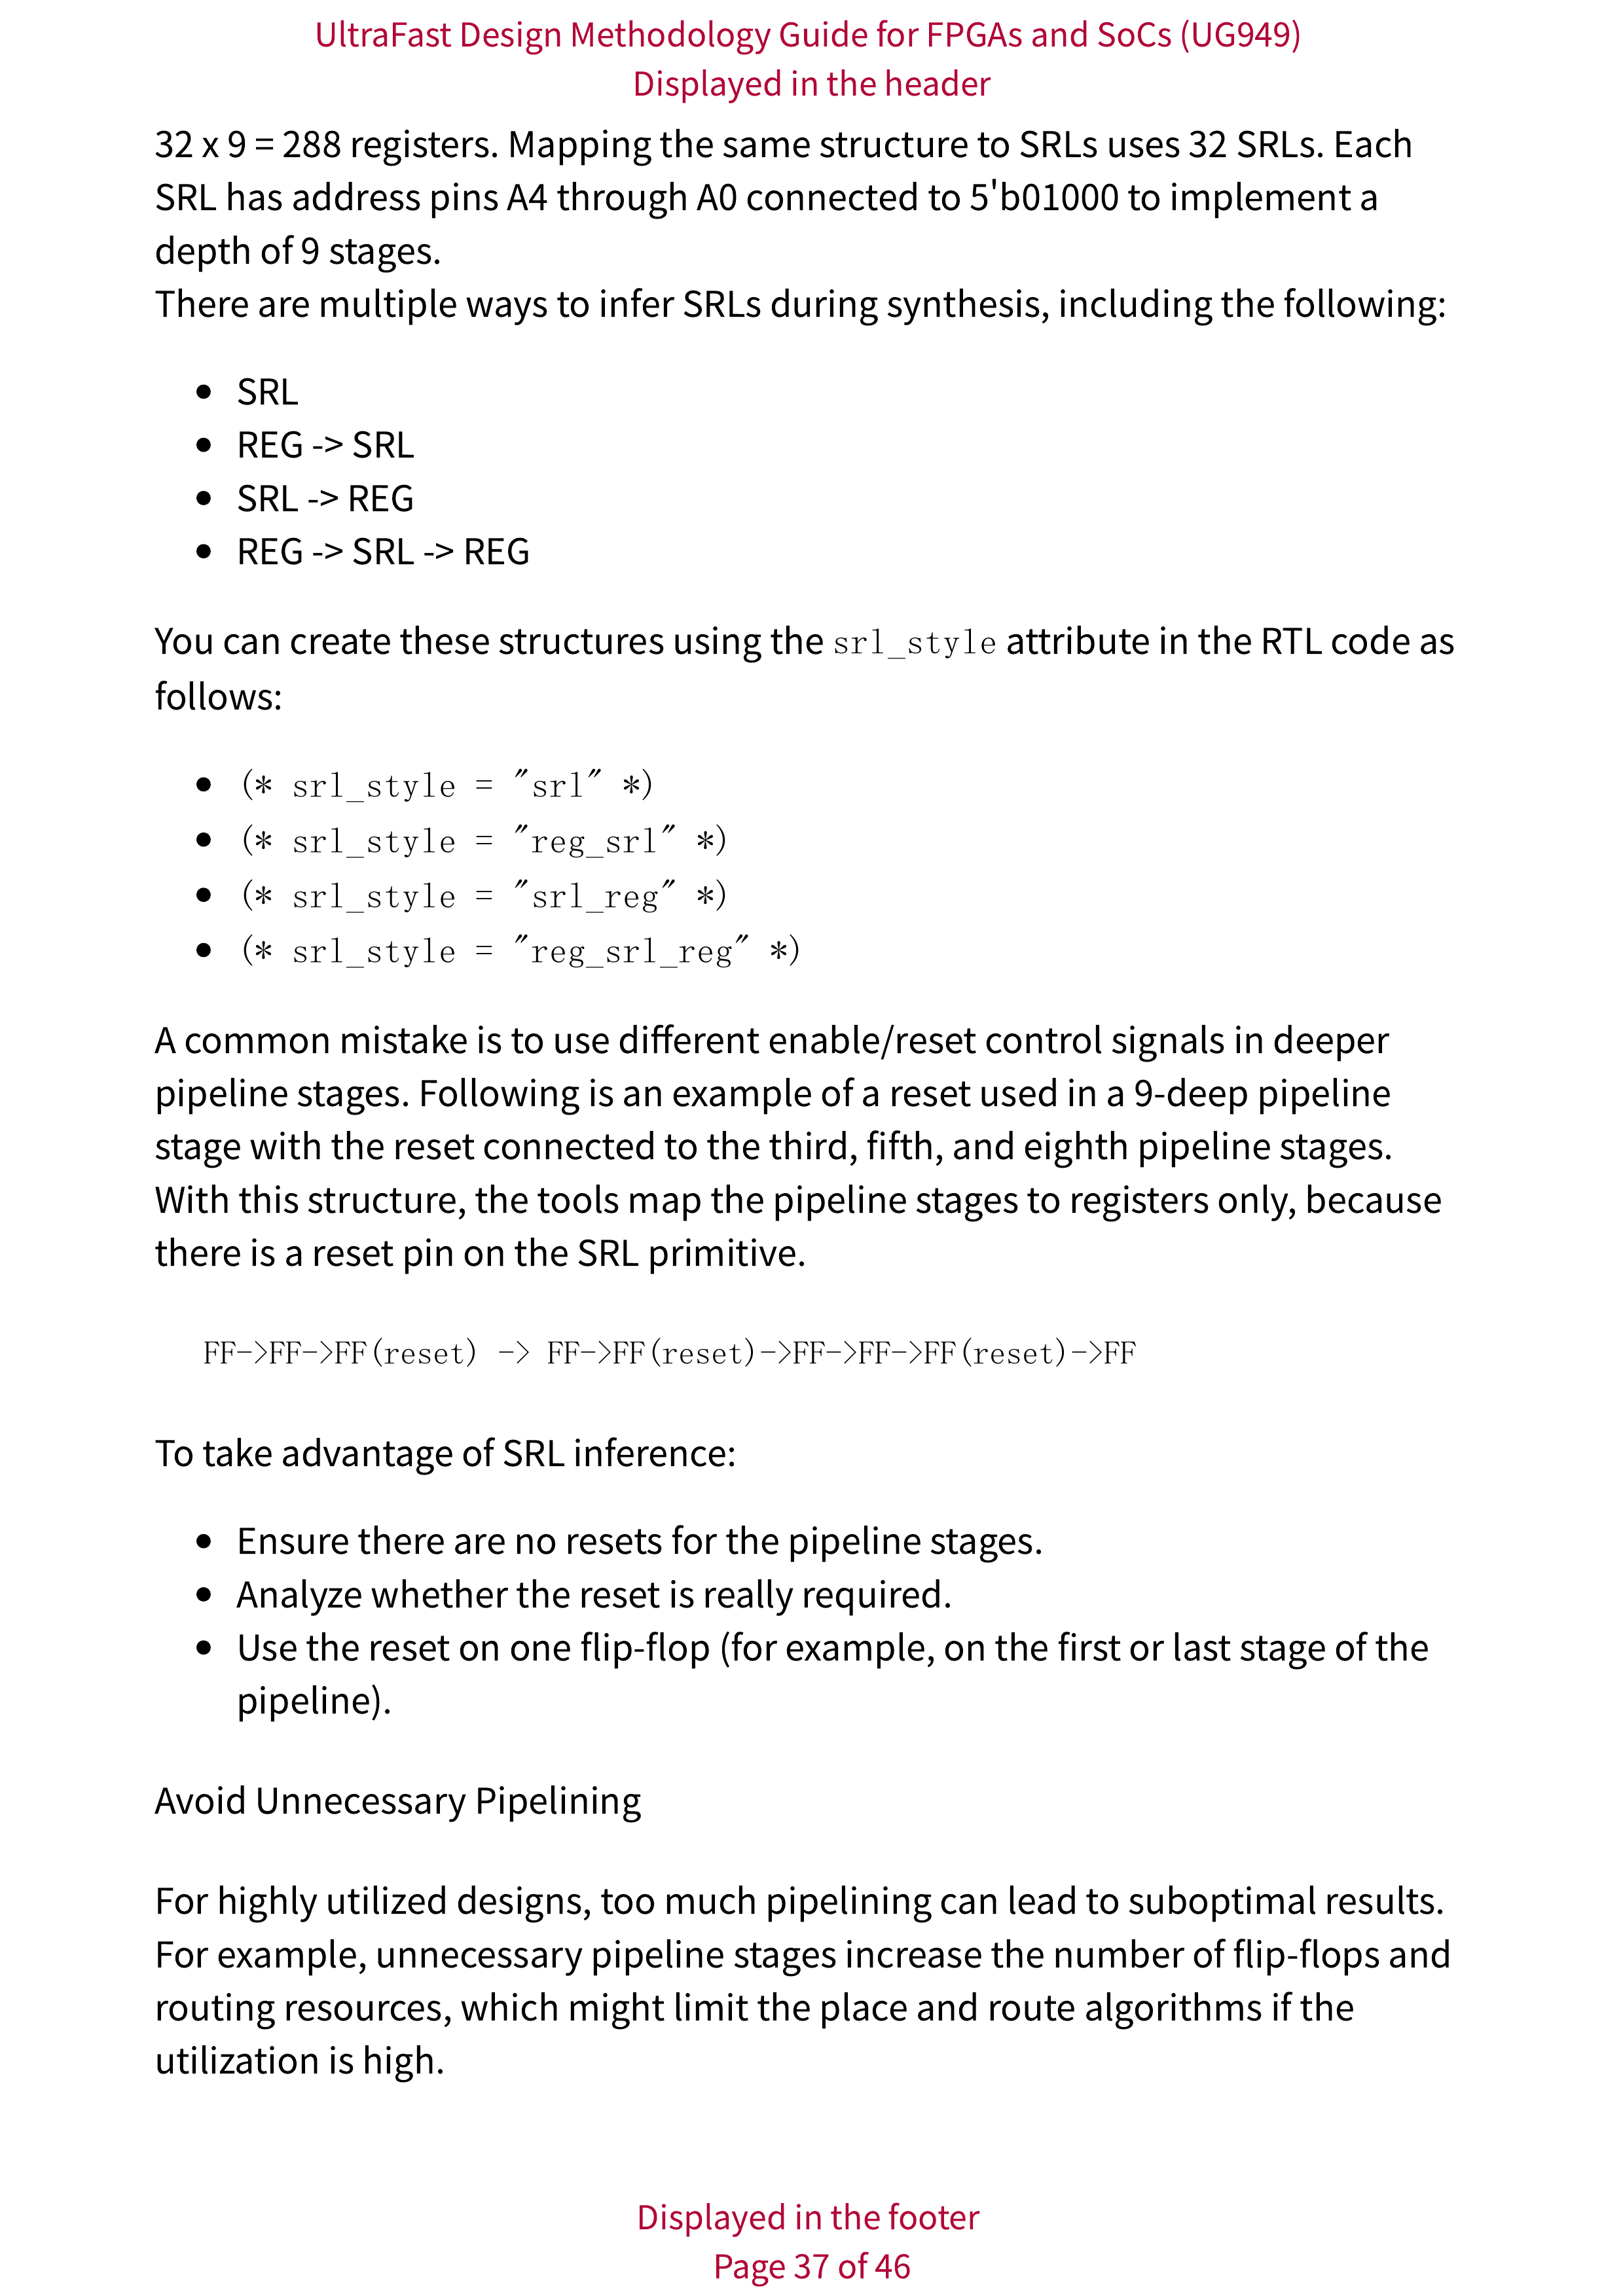 UltraFast Design Methodology Guide for FPGAs and SoCs (UG949)
Displayed in the header
32 x 9 = 288 registers. Mapping the same structure to SRLs uses 32 SRLs. Each
SRL has address pins A4 through A0 connected to 5'b01000 to implement a
depth of 9 stages.
There are multiple ways to infer SRLs during synthesis, including the following:
● SRL
● REG -> SRL
● SRL -> REG
● REG -> SRL -> REG
You can create these structures using the srl_style attribute in the RTL code as
follows:
● (* srl_style = "srl" *)
● (* srl_style = "reg_srl" *)
● (* srl_style = "srl_reg" *)
● (* srl_style = "reg_srl_reg" *)
A common mistake is to use different enable/reset control signals in deeper
pipeline stages. Following is an example of a reset used in a 9-deep pipeline
stage with the reset connected to the third, fifth, and eighth pipeline stages.
With this structure, the tools map the pipeline stages to registers only, because
there is a reset pin on the SRL primitive.
FF->FF->FF(reset) -> FF->FF(reset)->FF->FF->FF(reset)->FF
To take advantage of SRL inference:
● Ensure there are no resets for the pipeline stages.
● Analyze whether the reset is really required.
● Use the reset on one flip-flop (for example, on the first or last stage of the
pipeline).
Avoid Unnecessary Pipelining
For highly utilized designs, too much pipelining can lead to suboptimal results.
For example, unnecessary pipeline stages increase the number of flip-flops and
routing resources, which might limit the place and route algorithms if the
utilization is high.
Displayed in the footer
Page 37 of 46